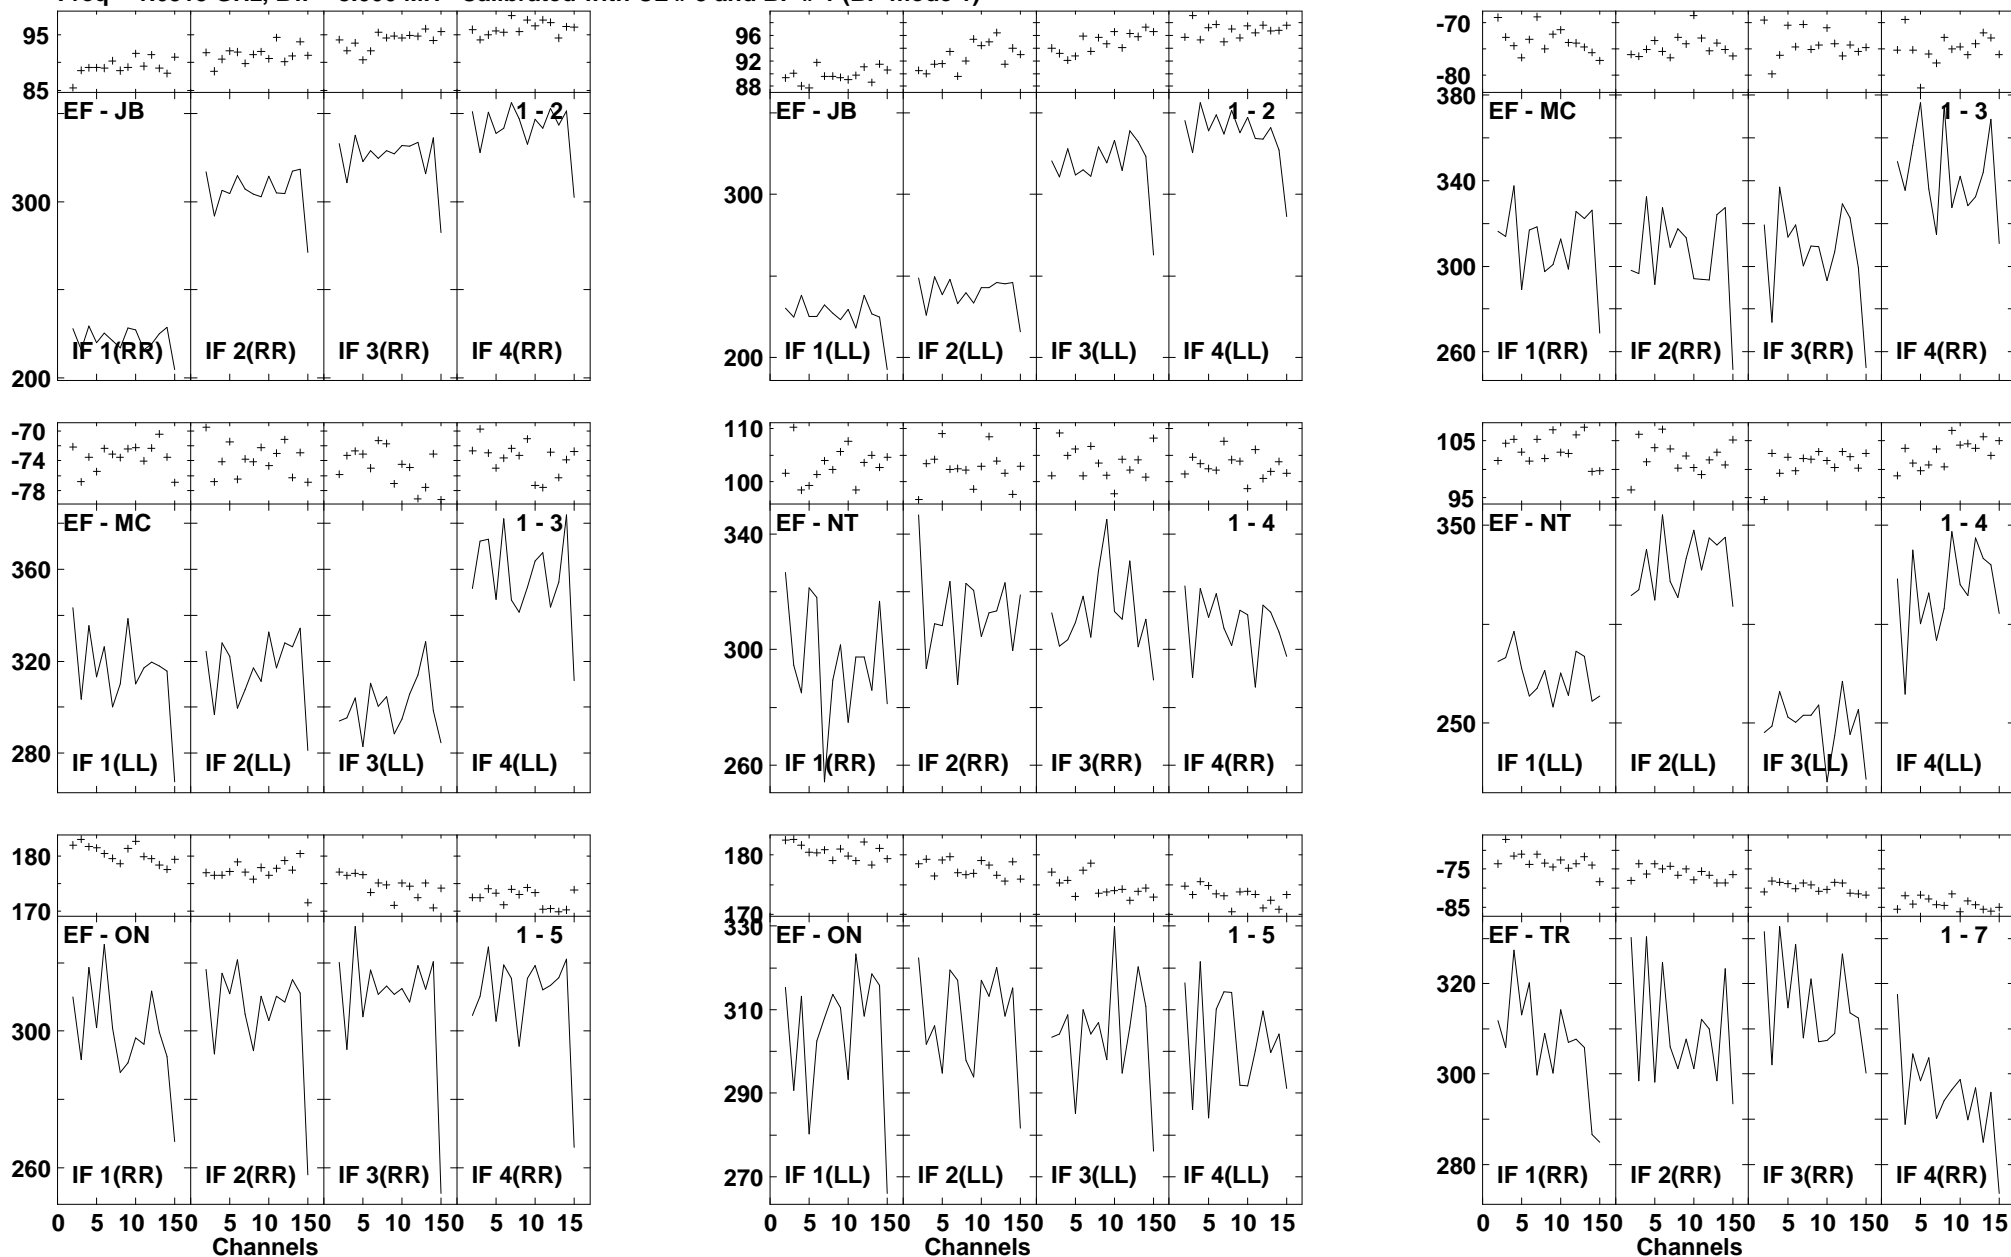 95
85
EF - JB
1 - 2
300
200
IF 1(RR)
IF 2(RR)
IF 3(RR)
IF 4(RR)
96
92
88
EF - JB
1 - 2
300
200
IF 1(LL)
IF 2(LL)
IF 3(LL)
IF 4(LL)
-70
-80
380
EF - MC
1 - 3
340
300
260
IF 1(RR)
IF 2(RR)
IF 3(RR)
IF 4(RR)
-70
-74
-78
EF - MC
1 - 3
360
320
280
IF 1(LL)
IF 2(LL)
IF 3(LL)
IF 4(LL)
110
100
EF - NT
1 - 4
340
300
260
IF 1(RR)
IF 2(RR)
IF 3(RR)
IF 4(RR)
105
95
350
EF - NT
1 - 4
250
IF 1(LL)
IF 2(LL)
IF 3(LL)
IF 4(LL)
180
170
EF - ON
1 - 5
300
260
IF 1(RR)
IF 2(RR)
IF 3(RR)
IF 4(RR)
0 5 10 150 5 10 150 5 10 150 5 10 15
Channels
180
170
330
EF - ON
1 - 5
310
290
270
IF 1(LL)
IF 2(LL)
IF 3(LL)
IF 4(LL)
0 5 10 150 5 10 150 5 10 150 5 10 15
Channels
-75
-85
EF - TR
1 - 7
320
300
280
IF 1(RR)
IF 2(RR)
IF 3(RR)
IF 4(RR)
0 5 10 150 5 10 150 5 10 150 5 10 15
Channels